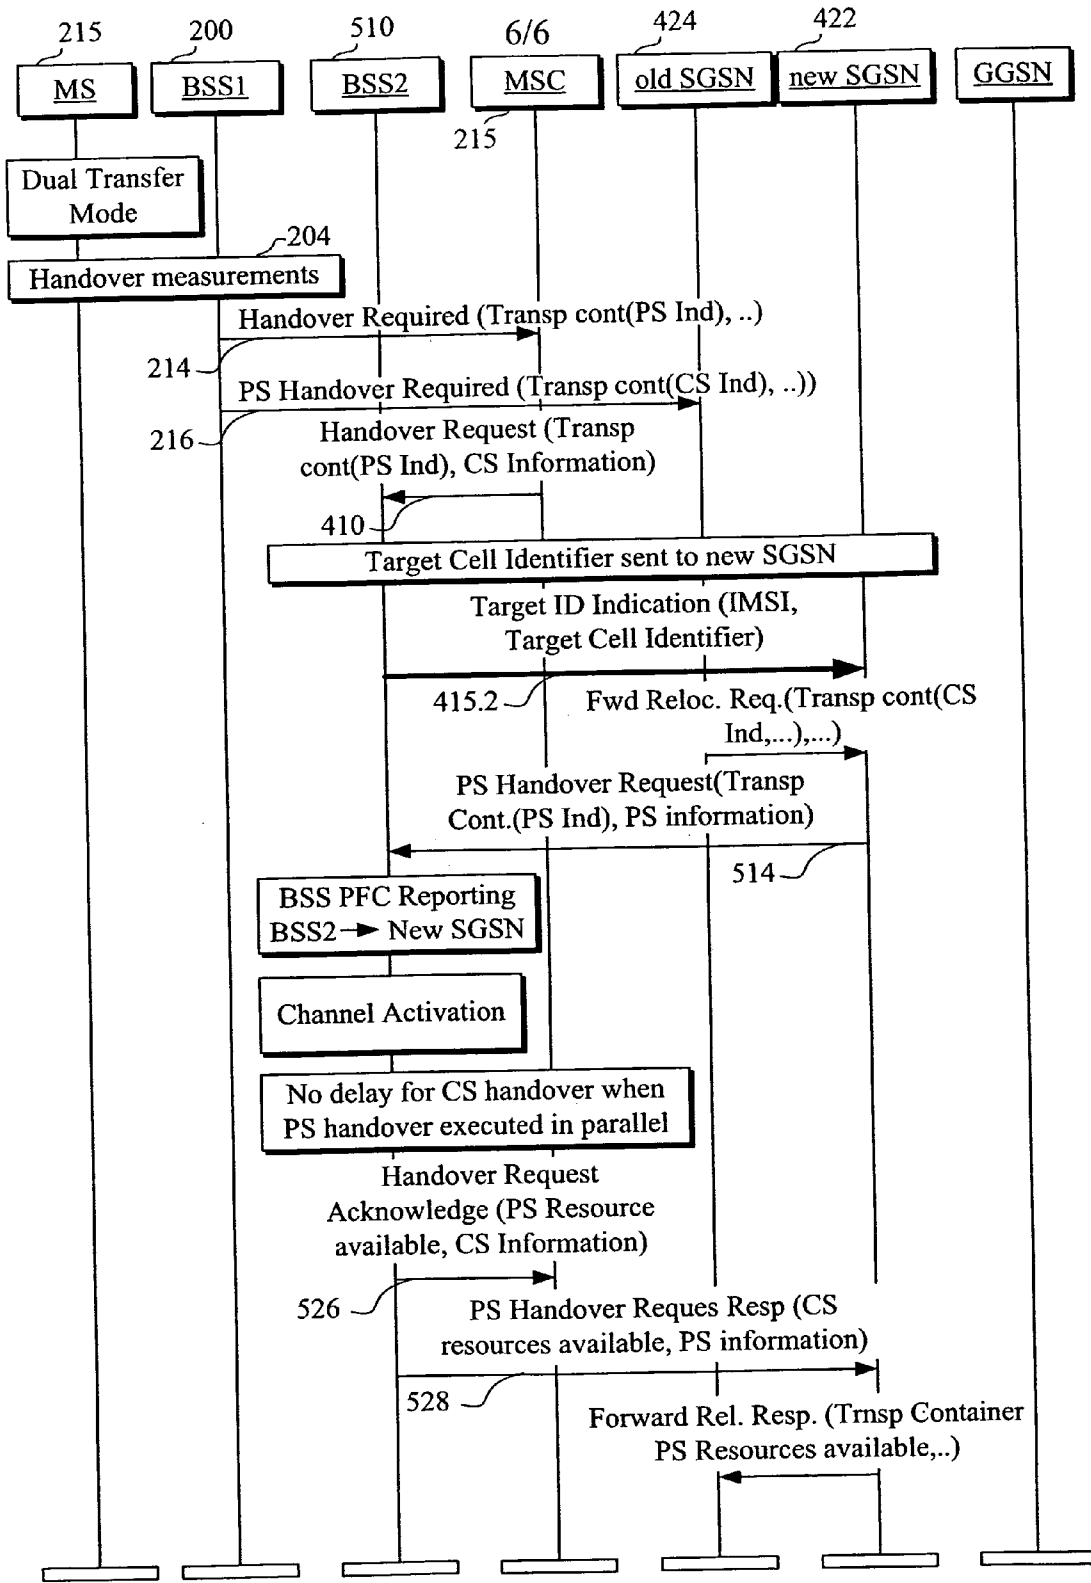 215
200
510
6/6
424
422
MS
BSS1
BSS2
MSC
old SGSN
new SGSN
GGSN
215
Dual Transfer
Mode
204
Handover measurements
Handover Required (Transp cont(PS Ind), ..)
214
PS Handover Required (Transp cont(CS Ind), ..))
216
Handover Request (Transp
cont(PS Ind), CS Information)
410
Target Cell Identifier sent to new SGSN
Target ID Indication (IMSI,
Target Cell Identifier)
415.2
Fwd Reloc. Req.(Transp cont(CS
Ind,...),...)
PS Handover Request(Transp
Cont.(PS Ind), PS information)
514
BSS PFC Reporting
BSS2 → New SGSN
Channel Activation
No delay for CS handover when
PS handover executed in parallel
Handover Request
Acknowledge (PS Resource
available, CS Information)
526
PS Handover Reques Resp (CS
resources available, PS information)
528
Forward Rel. Resp. (Trnsp Container
PS Resources available,..)